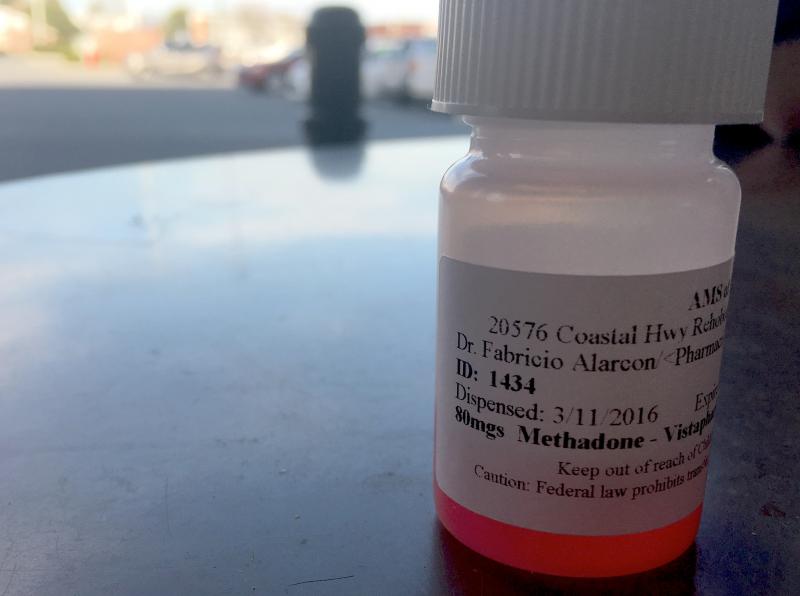 AMS
20576 Coastal Hwy
Dr. Fabricio Alarcon/<
ID: 1434
Dispensed: 3/11/2016
80mgs Methadone -
Keep out of reach of
Caution: Federal law prohibits